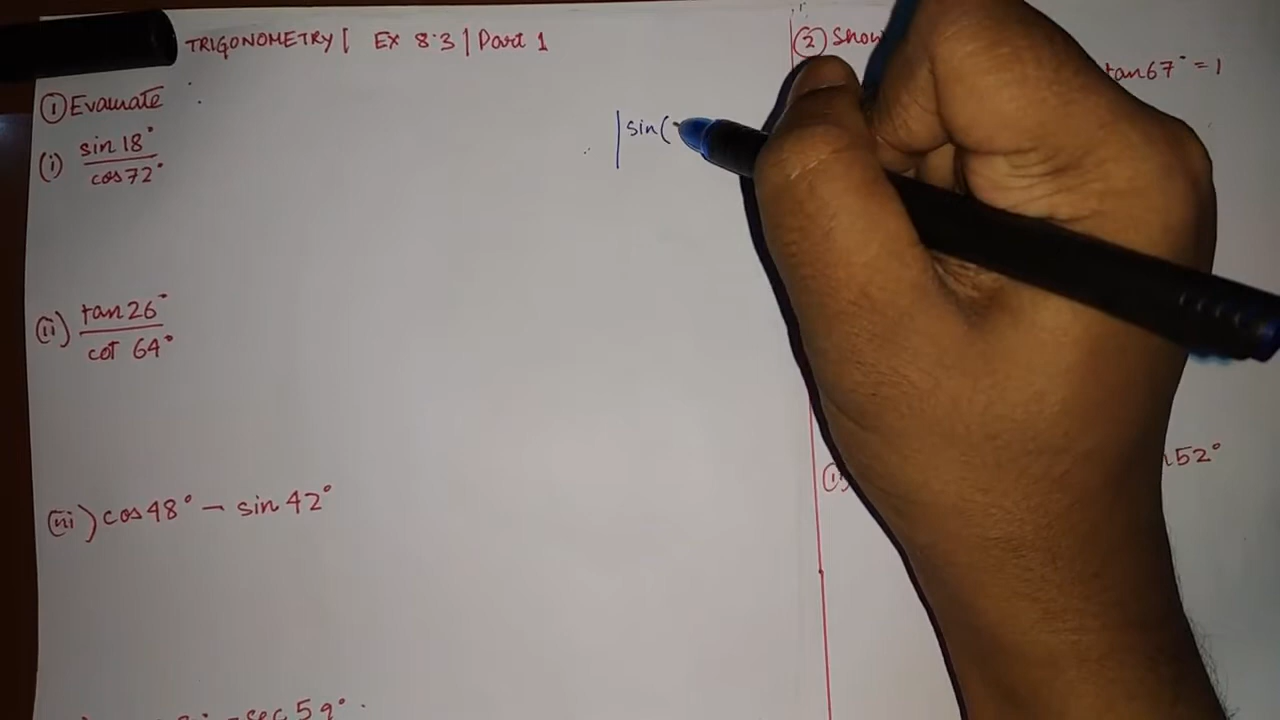 TRIGONOMETRY [ EX 8.3 | Part 1
① Evaluate
(i) sin 18° / cos 72°
(ii) tan 26° / cot 64°
(iii) cos 48° – sin 42°
sec 59°
sin(
② Show
tan 67° = 1
52°